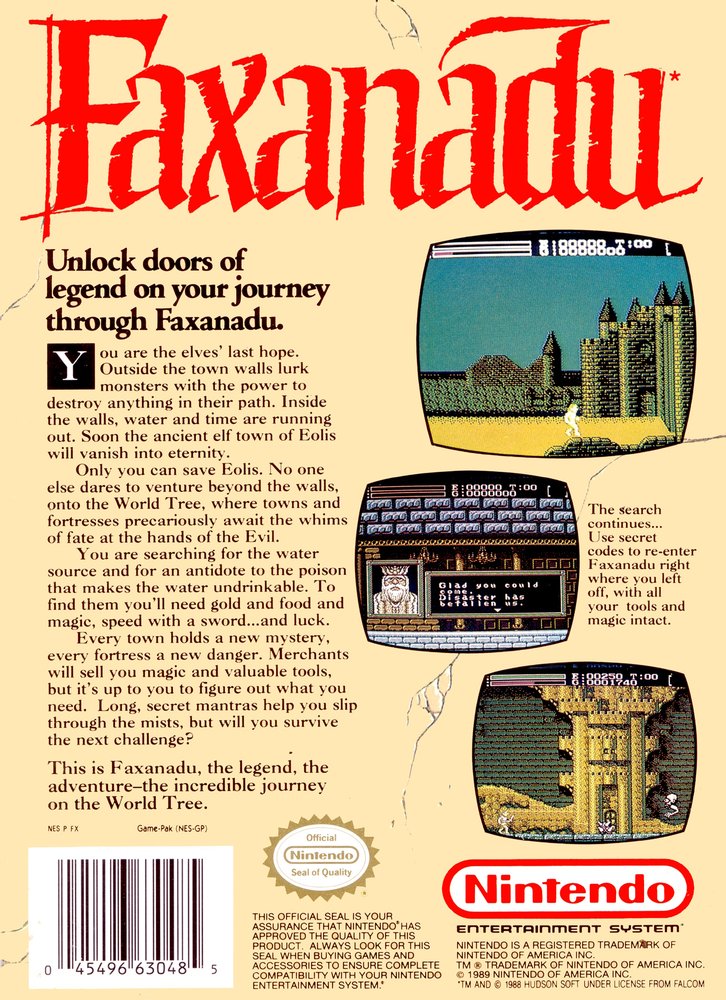 Faxanadu*
Unlock doors of
legend on your journey
through Faxanadu.
You are the elves' last hope.
Outside the town walls lurk
monsters with the power to
destroy anything in their path. Inside
the walls, water and time are running
out. Soon the ancient elf town of Eolis
will vanish into eternity.
Only you can save Eolis. No one
else dares to venture beyond the walls,
onto the World Tree, where towns and
fortresses precariously await the whims
of fate at the hands of the Evil.
You are searching for the water
source and for an antidote to the poison
that makes the water undrinkable. To
find them you'll need gold and food and
magic, speed with a sword...and luck.
Every town holds a new mystery,
every fortress a new danger. Merchants
will sell you magic and valuable tools,
but it's up to you to figure out what you
need. Long, secret mantras help you slip
through the mists, but will you survive
the next challenge?
This is Faxanadu, the legend, the
adventure–the incredible journey
on the World Tree.
E:00000 T:00
G:0000000
E:00000 T:00
G:0000000
Glad you could
come.
Disaster has
befallen us.
The search
continues...
Use secret
codes to re-enter
Faxanadu right
where you left
off, with all
your tools and
magic intact.
E:00250 T:00
G:0001740
NES P FX Game-Pak (NES-GP)
0 45496 63048 5
Official
Nintendo
Seal of Quality
THIS OFFICIAL SEAL IS YOUR
ASSURANCE THAT NINTENDO® HAS
APPROVED THE QUALITY OF THIS
PRODUCT. ALWAYS LOOK FOR THIS
SEAL WHEN BUYING GAMES AND
ACCESSORIES TO ENSURE COMPLETE
COMPATIBILITY WITH YOUR NINTENDO
ENTERTAINMENT SYSTEM.®
Nintendo®
ENTERTAINMENT SYSTEM®
NINTENDO IS A REGISTERED TRADEMARK OF
NINTENDO OF AMERICA INC.
TM ® TRADEMARK OF NINTENDO OF AMERICA INC.
© 1989 NINTENDO OF AMERICA INC.
*TM AND © 1988 HUDSON SOFT UNDER LICENSE FROM FALCOM